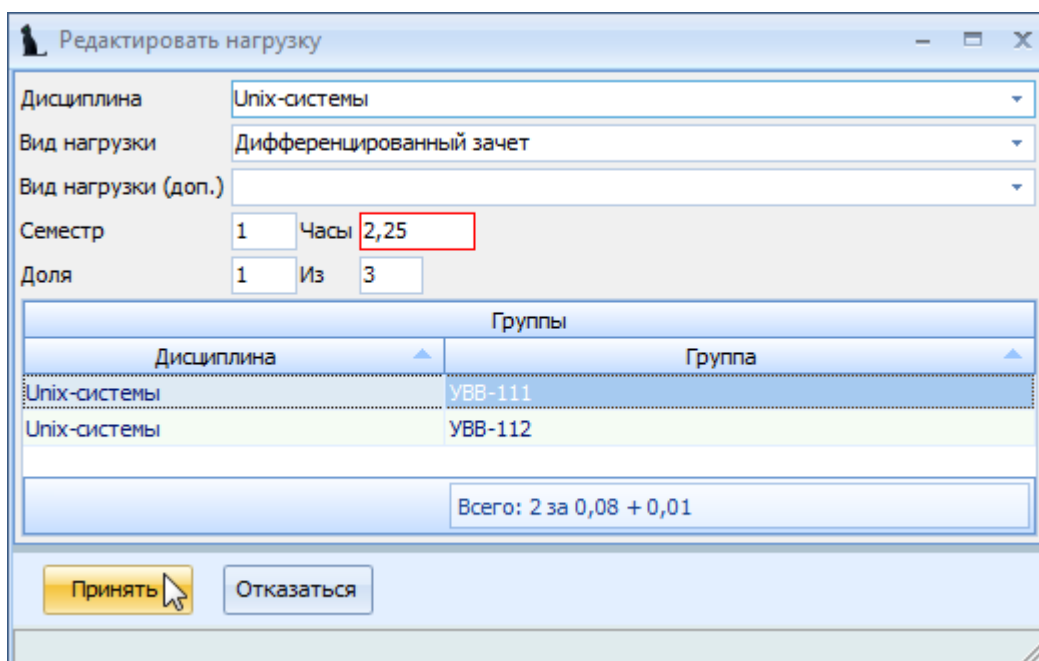 Редактировать нагрузку
Дисциплина Unix-системы
Вид нагрузки Дифференцированный зачет
Вид нагрузки (доп.)
Семестр 1 Часы 2,25
Доля 1 Из 3
Группы
Дисциплина Группа
Unix-системы УВВ-111
Unix-системы УВВ-112
Всего: 2 за 0,08 + 0,01
Принять Отказаться